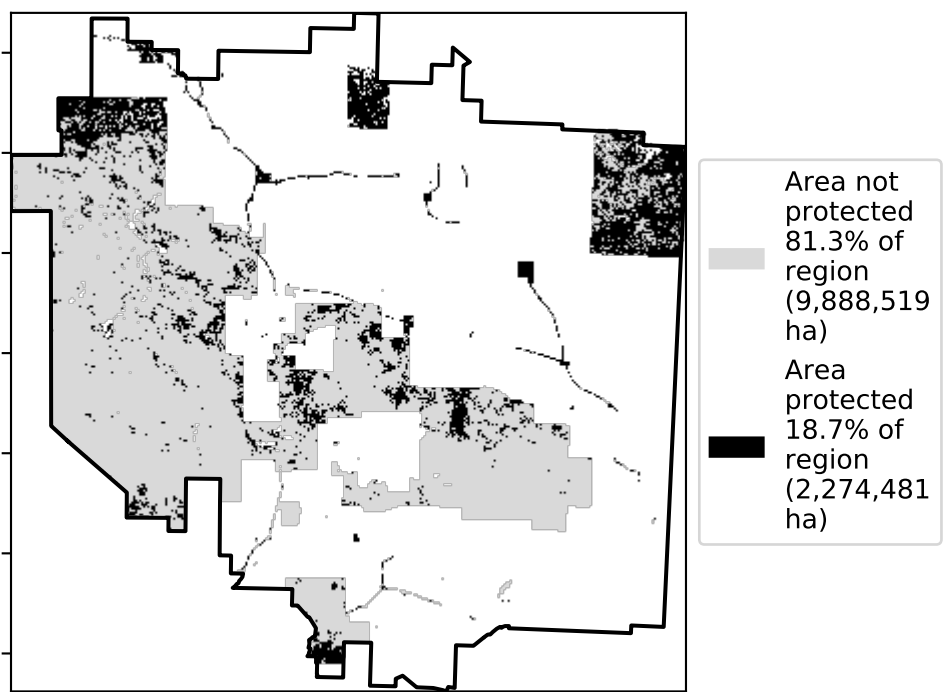 Area not
protected
81.3% of
region
(9,888,519
ha)
Area
protected
18.7% of
region
(2,274,481
ha)